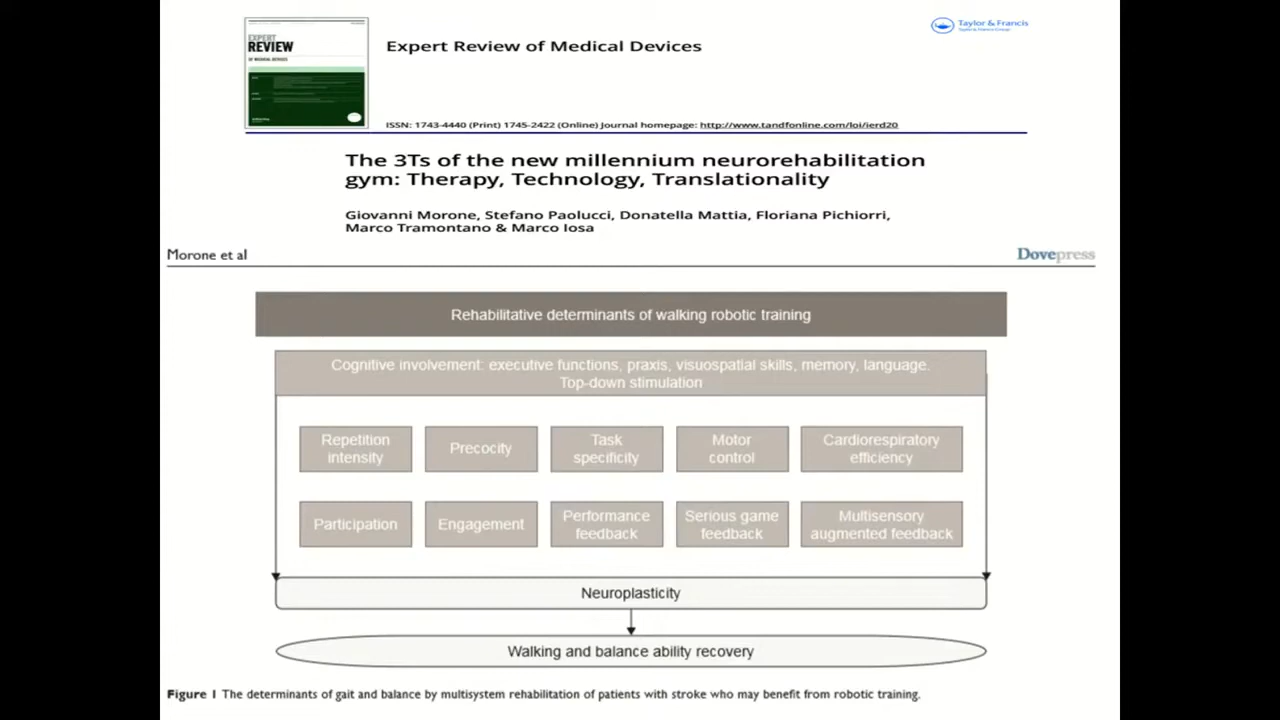 EXPERT
REVIEW
OF MEDICAL DEVICES
Expert Review of Medical Devices
Taylor & Francis
Taylor & Francis Group
ISSN: 1743-4440 (Print) 1745-2422 (Online) Journal homepage: http://www.tandfonline.com/loi/ierd20
The 3Ts of the new millennium neurorehabilitation
gym: Therapy, Technology, Translationality
Giovanni Morone, Stefano Paolucci, Donatella Mattia, Floriana Pichiorri,
Marco Tramontano & Marco Iosa
Morone et al
Dovepress
Rehabilitative determinants of walking robotic training
Cognitive involvement: executive functions, praxis, visuospatial skills, memory, language.
Top-down stimulation
Repetition
intensity
Precocity
Task
specificity
Motor
control
Cardiorespiratory
efficiency
Participation
Engagement
Performance
feedback
Serious game
feedback
Multisensory
augmented feedback
Neuroplasticity
Walking and balance ability recovery
Figure 1 The determinants of gait and balance by multisystem rehabilitation of patients with stroke who may benefit from robotic training.